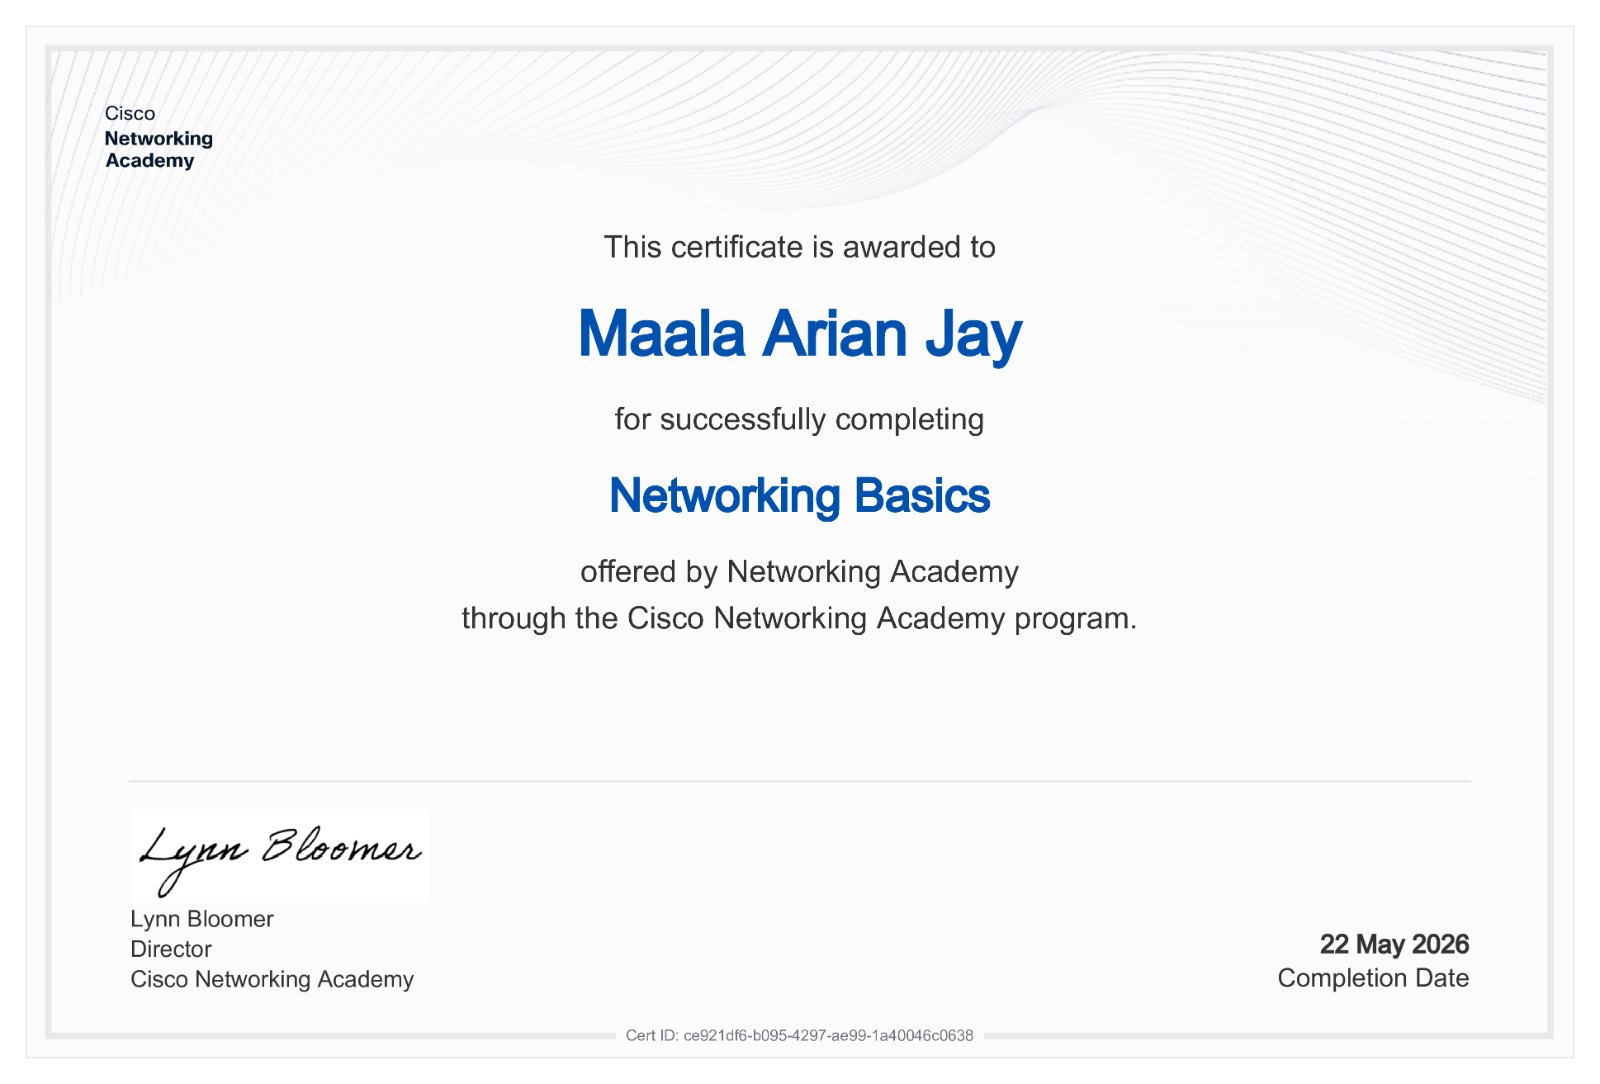 Cisco
Networking
Academy
This certificate is awarded to
Maala Arian Jay
for successfully completing
Networking Basics
offered by Networking Academy
through the Cisco Networking Academy program.
Lynn Bloomer
Lynn Bloomer
Director
Cisco Networking Academy
22 May 2026
Completion Date
Cert ID: ce921df6-b095-4297-ae99-1a40046c0638